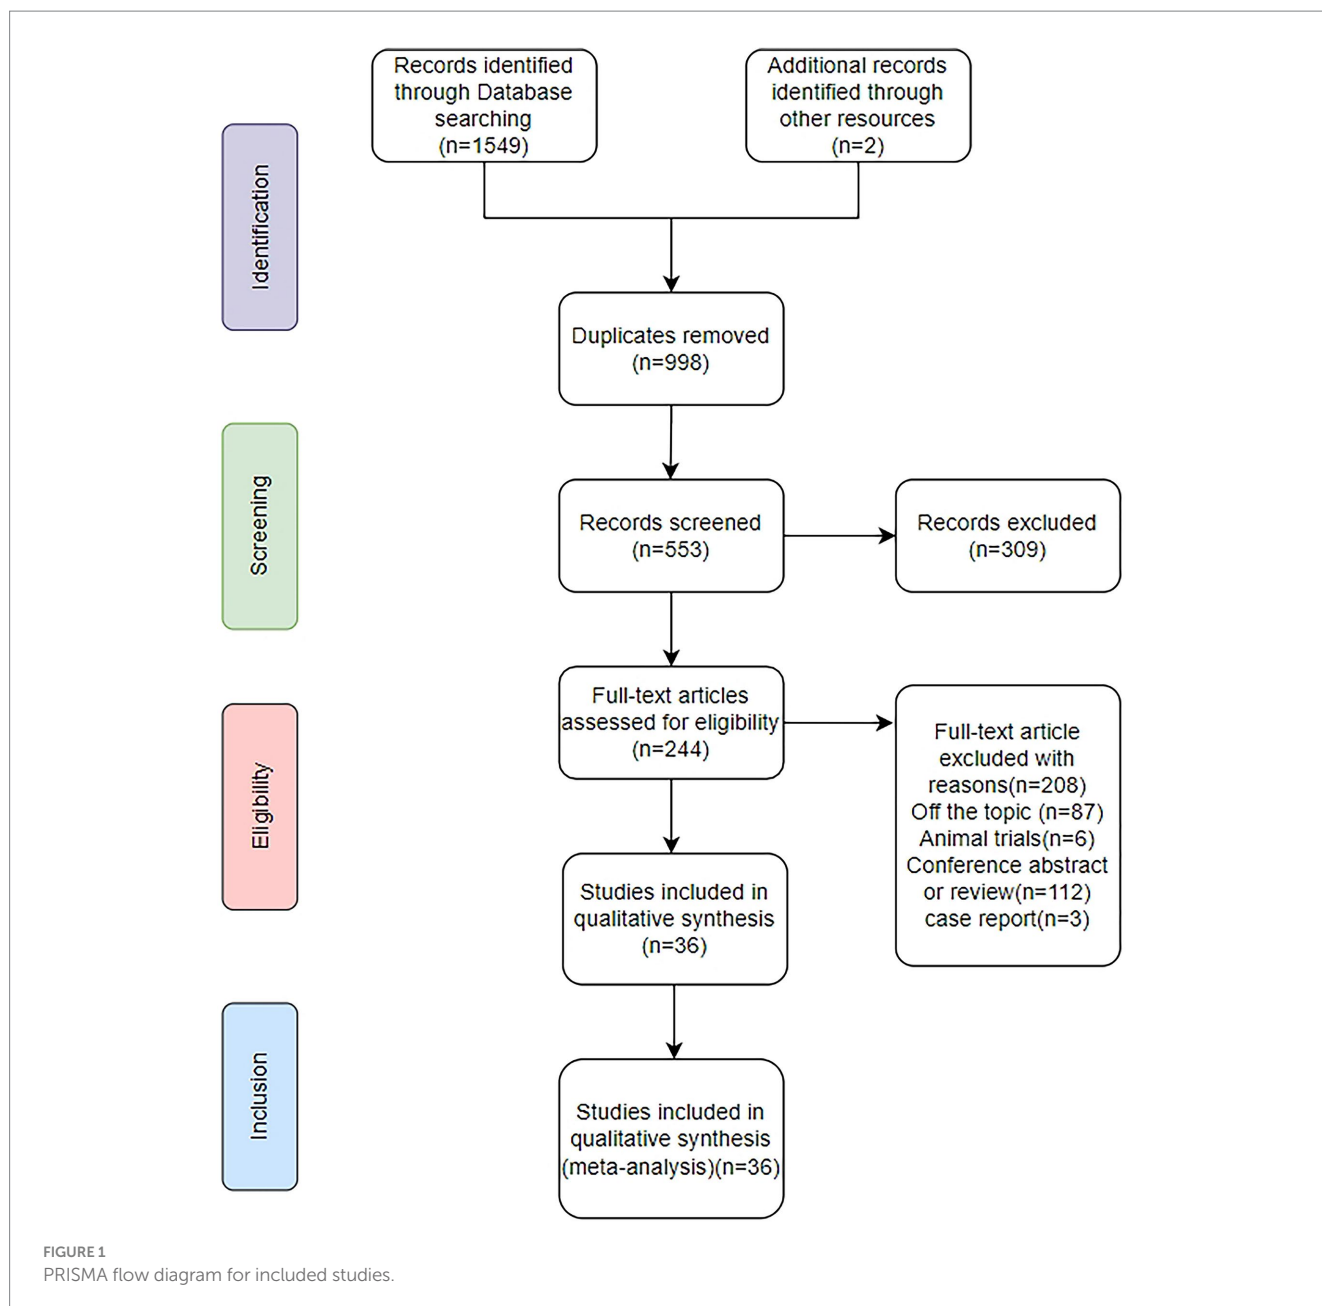 Records identified
through Database
searching
(n=1549)
Additional records
identified through
other resources
(n=2)
Identification
Duplicates removed
(n=998)
Screening
Records screened
(n=553)
Records excluded
(n=309)
Eligibility
Full-text articles
assessed for eligibility
(n=244)
Full-text article
excluded with
reasons(n=208)
Off the topic (n=87)
Animal trials(n=6)
Conference abstract
or review(n=112)
case report(n=3)
Studies included in
qualitative synthesis
(n=36)
Inclusion
Studies included in
qualitative synthesis
(meta-analysis)(n=36)
FIGURE 1
PRISMA flow diagram for included studies.